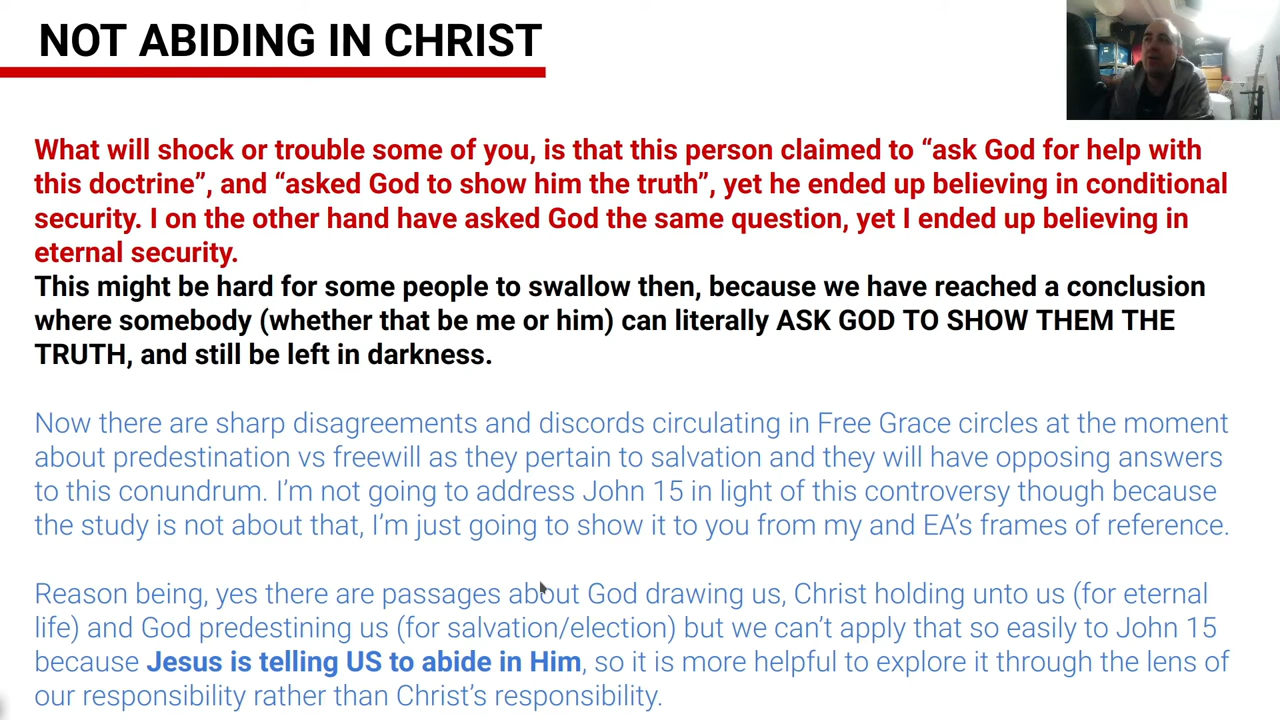 NOT ABIDING IN CHRIST
What will shock or trouble some of you, is that this person claimed to “ask God for help with
this doctrine”, and “asked God to show him the truth”, yet he ended up believing in conditional
security. I on the other hand have asked God the same question, yet I ended up believing in
eternal security.
This might be hard for some people to swallow then, because we have reached a conclusion
where somebody (whether that be me or him) can literally ASK GOD TO SHOW THEM THE
TRUTH, and still be left in darkness.
Now there are sharp disagreements and discords circulating in Free Grace circles at the moment
about predestination vs freewill as they pertain to salvation and they will have opposing answers
to this conundrum. I’m not going to address John 15 in light of this controversy though because
the study is not about that, I’m just going to show it to you from my and EA’s frames of reference.
Reason being, yes there are passages about God drawing us, Christ holding unto us (for eternal
life) and God predestining us (for salvation/election) but we can’t apply that so easily to John 15
because Jesus is telling US to abide in Him, so it is more helpful to explore it through the lens of
our responsibility rather than Christ’s responsibility.